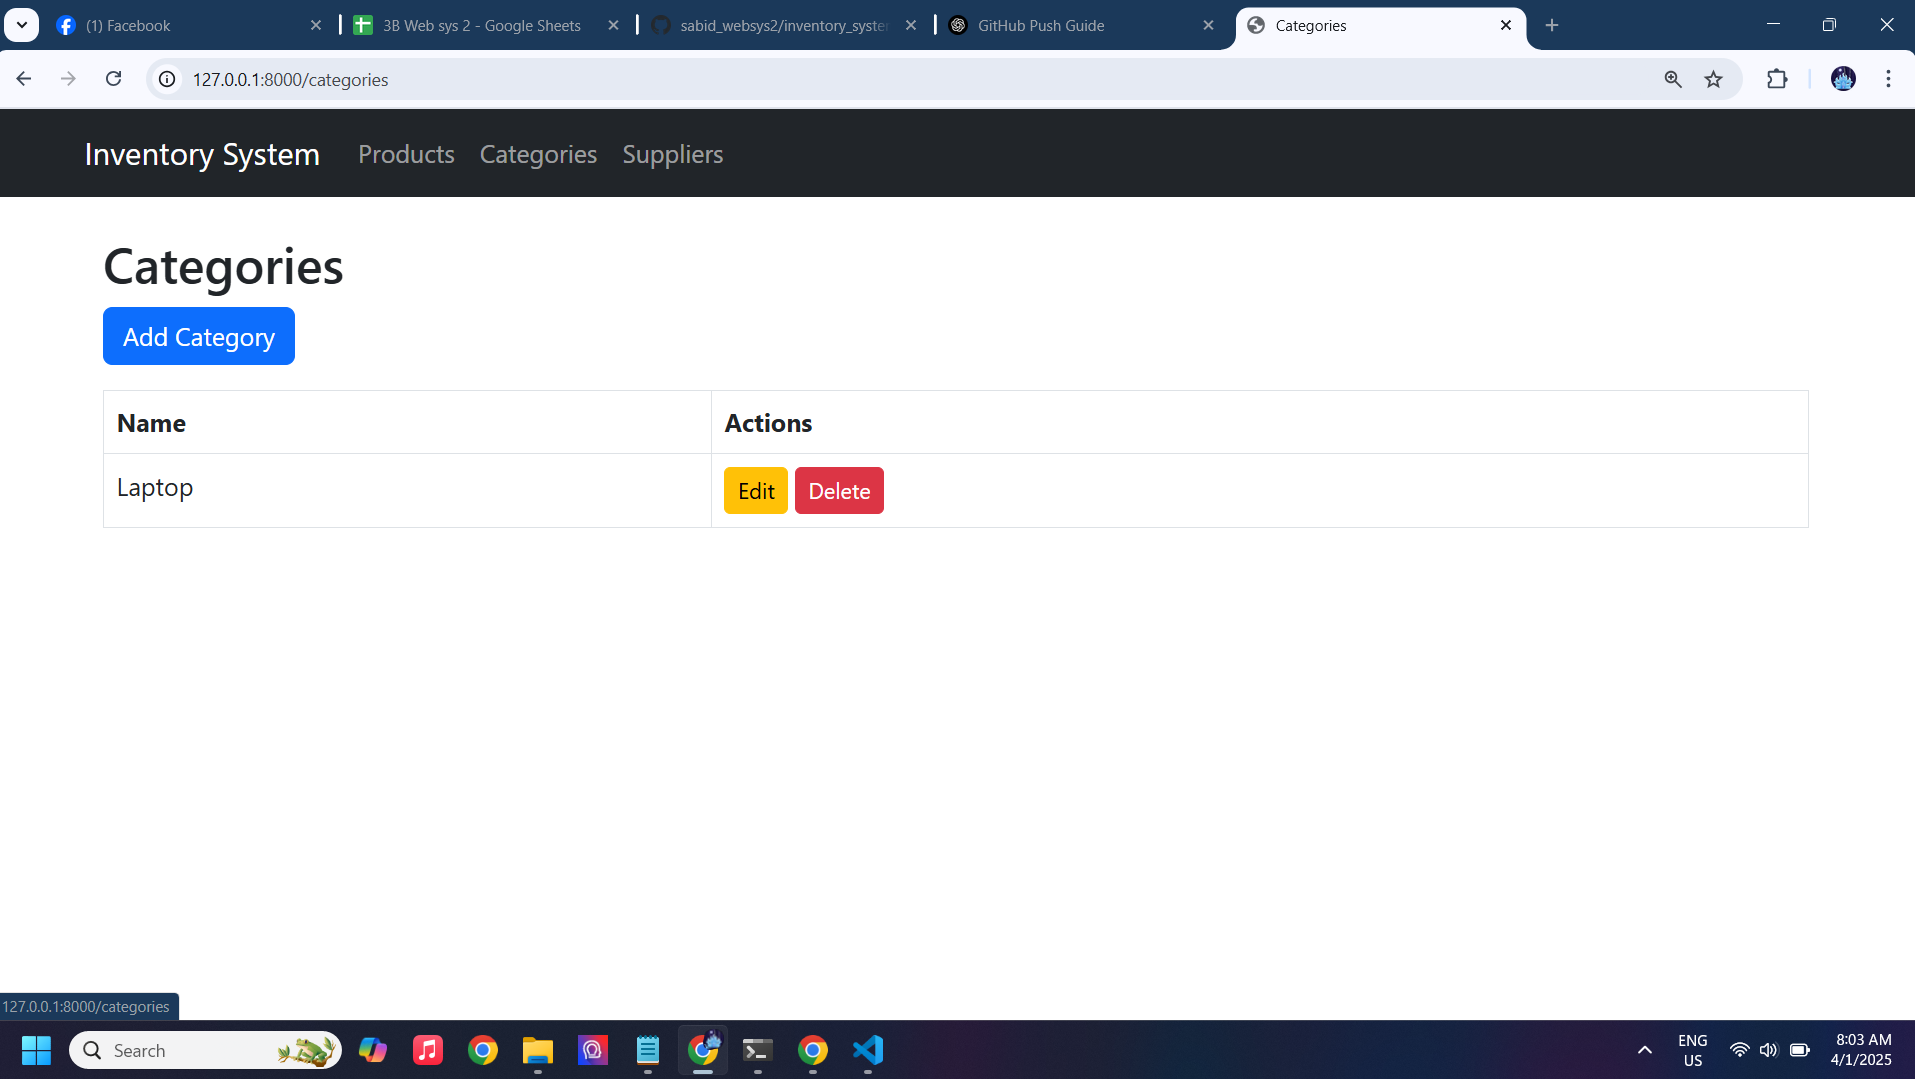 (1) Facebook
3B Web sys 2 - Google Sheets
sabid_websys2/inventory_syste
GitHub Push Guide
Categories
127.0.0.1:8000/categories
Inventory System Products Categories Suppliers
Categories
Add Category
Name Actions
Laptop Edit Delete
127.0.0.1:8000/categories
Search
ENG
US
8:03 AM
4/1/2025